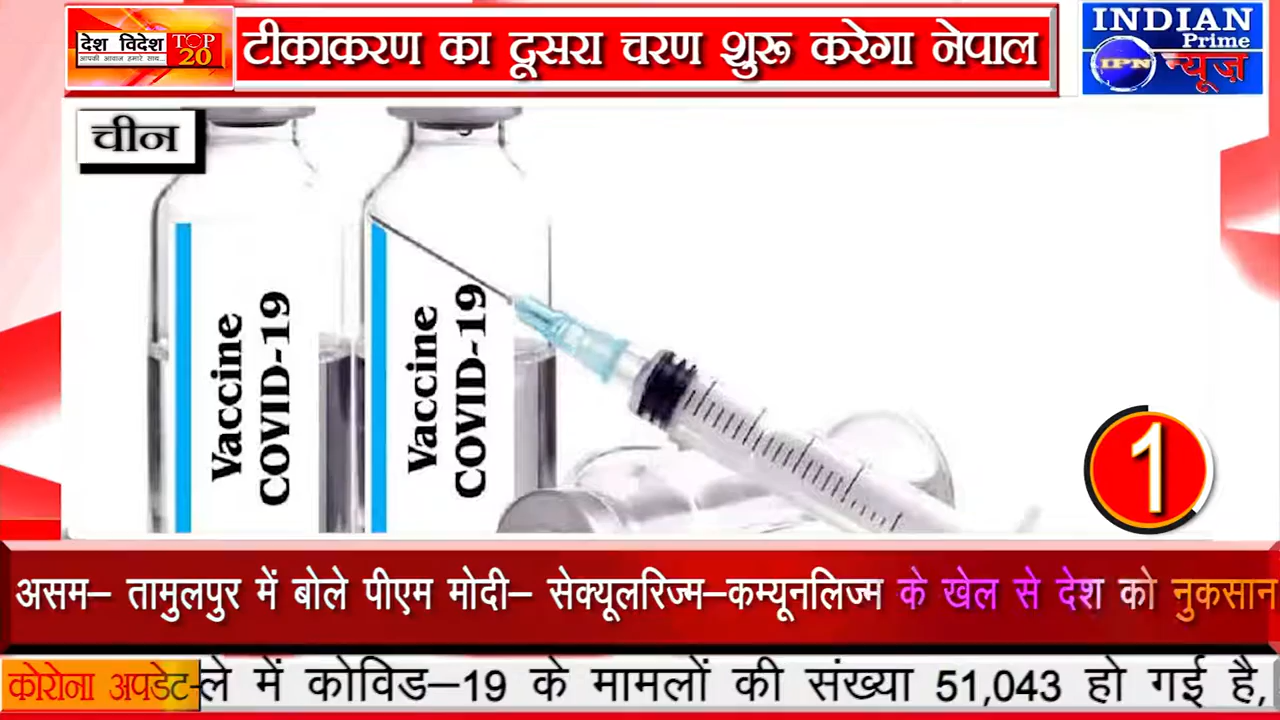 देश विदेश TOP 20
आपकी आवाज हमारे साथ...
टीकाकरण का दूसरा चरण शुरू करेगा नेपाल
INDIAN
Prime
IPN न्यूज़
चीन
Vaccine
COVID-19
Vaccine
COVID-19
1
असम– तामुलपुर में बोले पीएम मोदी– सेक्यूलरिज्म–कम्यूनलिज्म के खेल से देश को नुकसान
कोरोना अपडेट-ले में कोविड–19 के मामलों की संख्या 51,043 हो गई है,